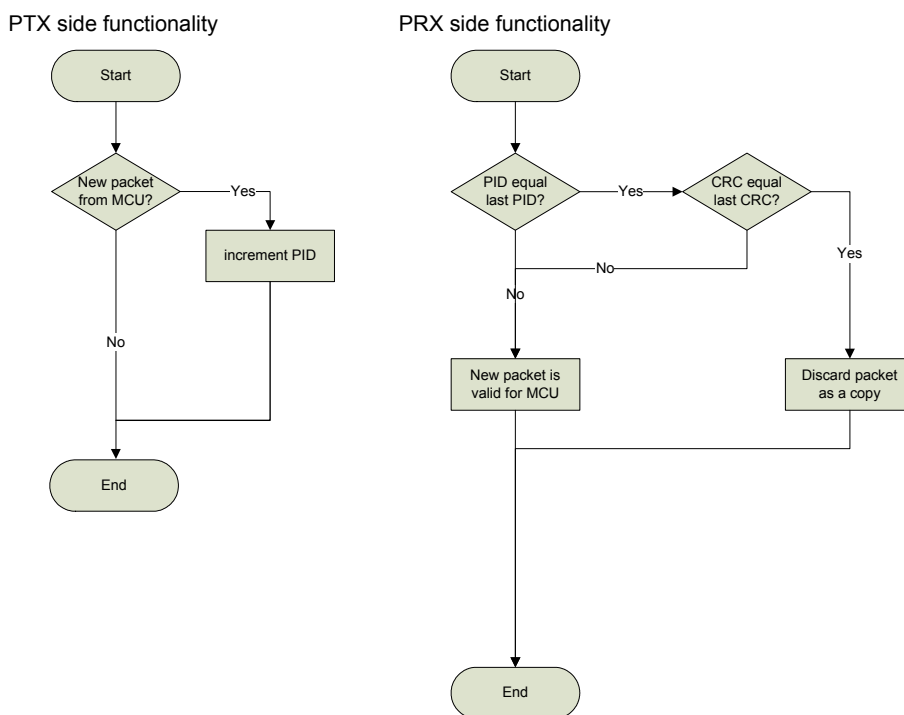 PTX side functionality
Start
New packet
from MCU?
Yes
increment PID
No
End
PRX side functionality
Start
PID equal
last PID?
Yes
CRC equal
last CRC?
Yes
No
No
New packet is
valid for MCU
Discard packet
as a copy
End